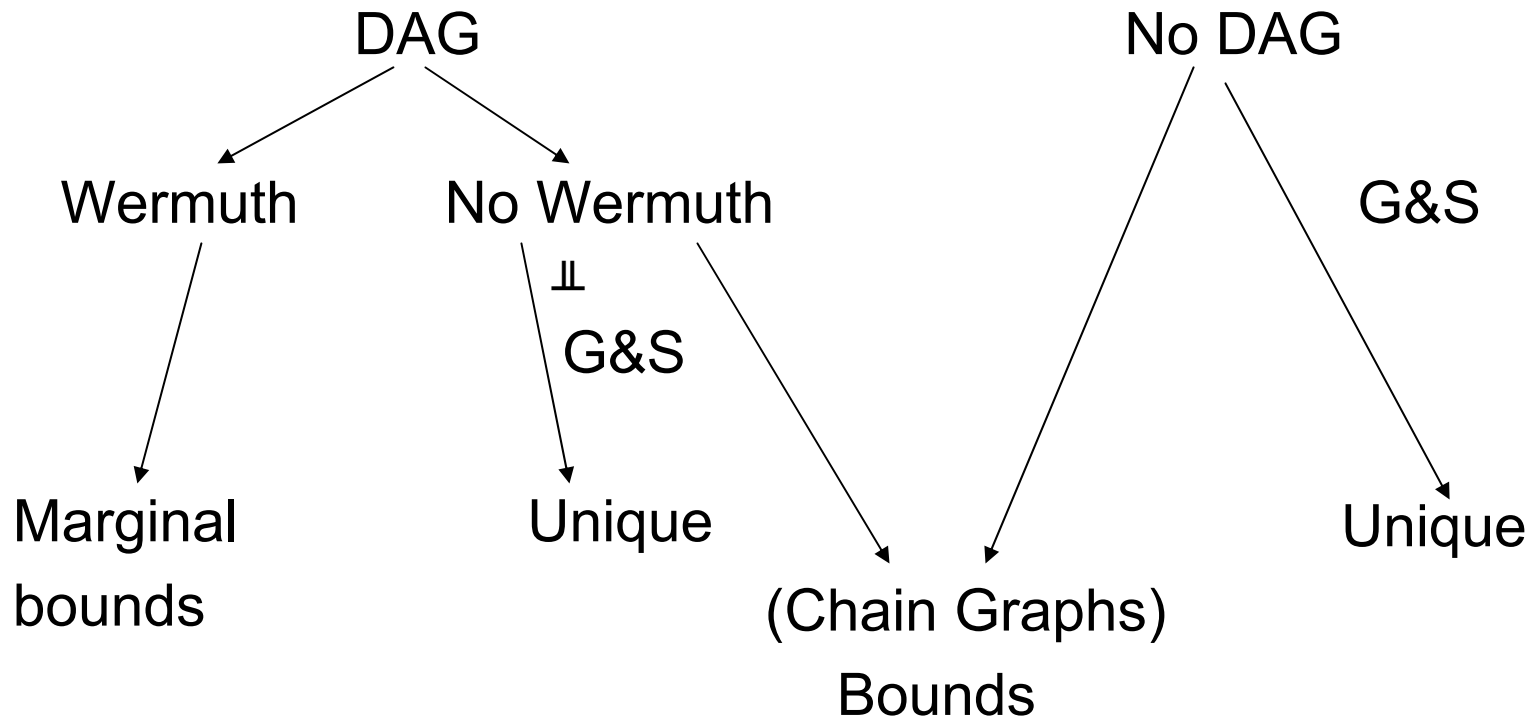 DAG
No DAG
Wermuth
No Wermuth
G&S
⫫
G&S
Marginal
bounds
Unique
Unique
(Chain Graphs)
Bounds